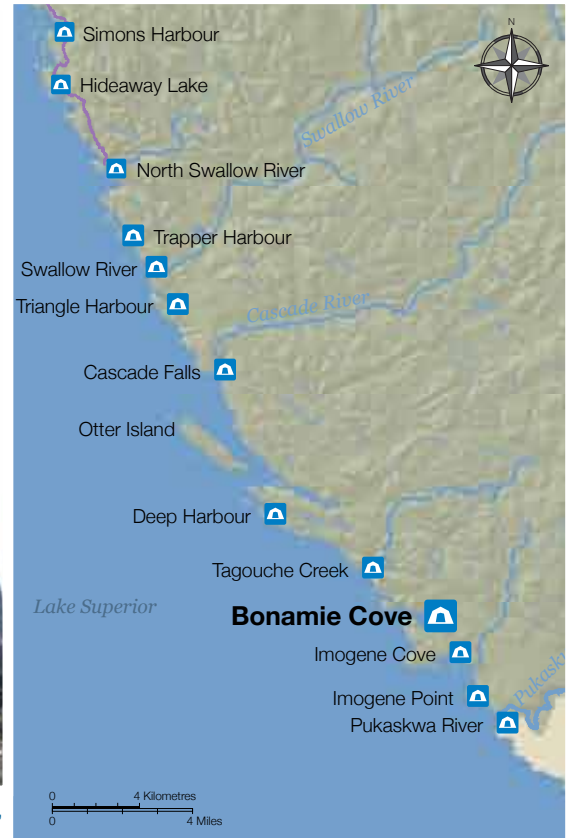 N
Simons Harbour
Hideaway Lake
Swallow River
North Swallow River
Trapper Harbour
Swallow River
Triangle Harbour
Cascade River
Cascade Falls
Otter Island
Deep Harbour
Tagouche Creek
Lake Superior
Bonamie Cove
Imogene Cove
Imogene Point
Pukaskwa River
0 4 Kilometres
0 4 Miles